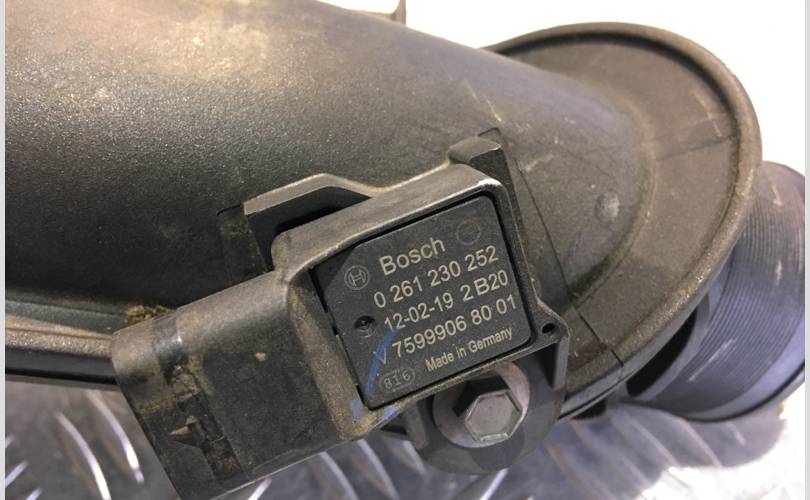 Bosch
0 261 230 252
12-02-19 2B20
V 7599906 80 01
Made in Germany
816